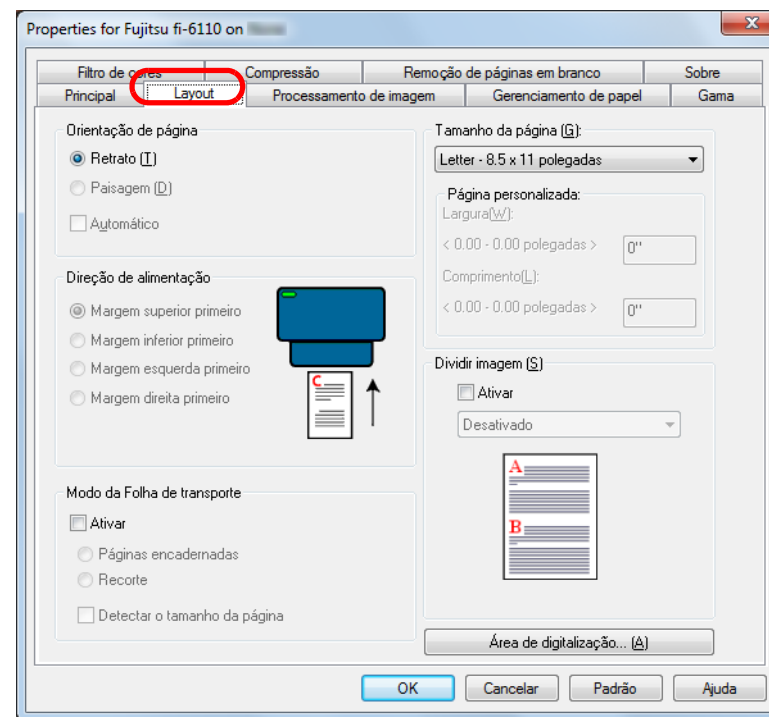 Properties for Fujitsu fi-6110 on
Filtro de cores Compressão Remoção de páginas em branco Sobre
Principal Layout Processamento de imagem Gerenciamento de papel Gama
Orientação de página
Retrato (T)
Paisagem (D)
Automático
Direção de alimentação
Margem superior primeiro
Margem inferior primeiro
Margem esquerda primeiro
Margem direita primeiro
C
Modo da Folha de transporte
Ativar
Páginas encadernadas
Recorte
Detectar o tamanho da página
Tamanho da página (G):
Letter - 8.5 x 11 polegadas
Página personalizada:
Largura(W):
< 0.00 - 0.00 polegadas > 0''
Comprimento(L):
< 0.00 - 0.00 polegadas > 0''
Dividir imagem (S)
Ativar
Desativado
A
B
Área de digitalização... (A)
OK Cancelar Padrão Ajuda